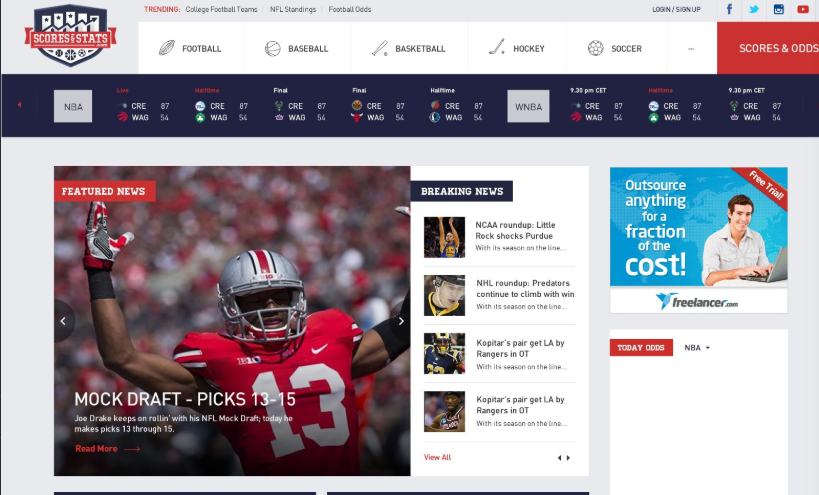 TRENDING: College Football Teams NFL Standings Football Odds
LOGIN / SIGN UP
SCORES AND STATS .COM
FOOTBALL BASEBALL BASKETBALL HOCKEY SOCCER ... SCORES & ODDS
NBA
Live
CRE 87
WAG 54
Halftime
CRE 87
WAG 54
Final
CRE 87
WAG 54
Final
CRE 87
WAG 54
Halftime
CRE 87
WAG 54
WNBA
9.30 pm CET
CRE 87
WAG 54
Halftime
CRE 87
WAG 54
9.30 pm CET
CRE 87
WAG 54
FEATURED NEWS
B1G
13
MOCK DRAFT - PICKS 13-15
Joe Drake keeps on rollin' with his NFL Mock Draft; today he
makes picks 13 through 15.
Read More
BREAKING NEWS
NCAA roundup: Little
Rock shocks Purdue
With its season on the line...
NHL roundup: Predators
continue to climb with win
With its season on the line...
Kopitar's pair get LA by
Rangers in OT
With its season on the line...
Kopitar's pair get LA by
Rangers in OT
With its season on the line...
View All
Outsource
anything
for a
fraction
of the
cost!
Free Trial!
freelancer.com
TODAY ODDS NBA